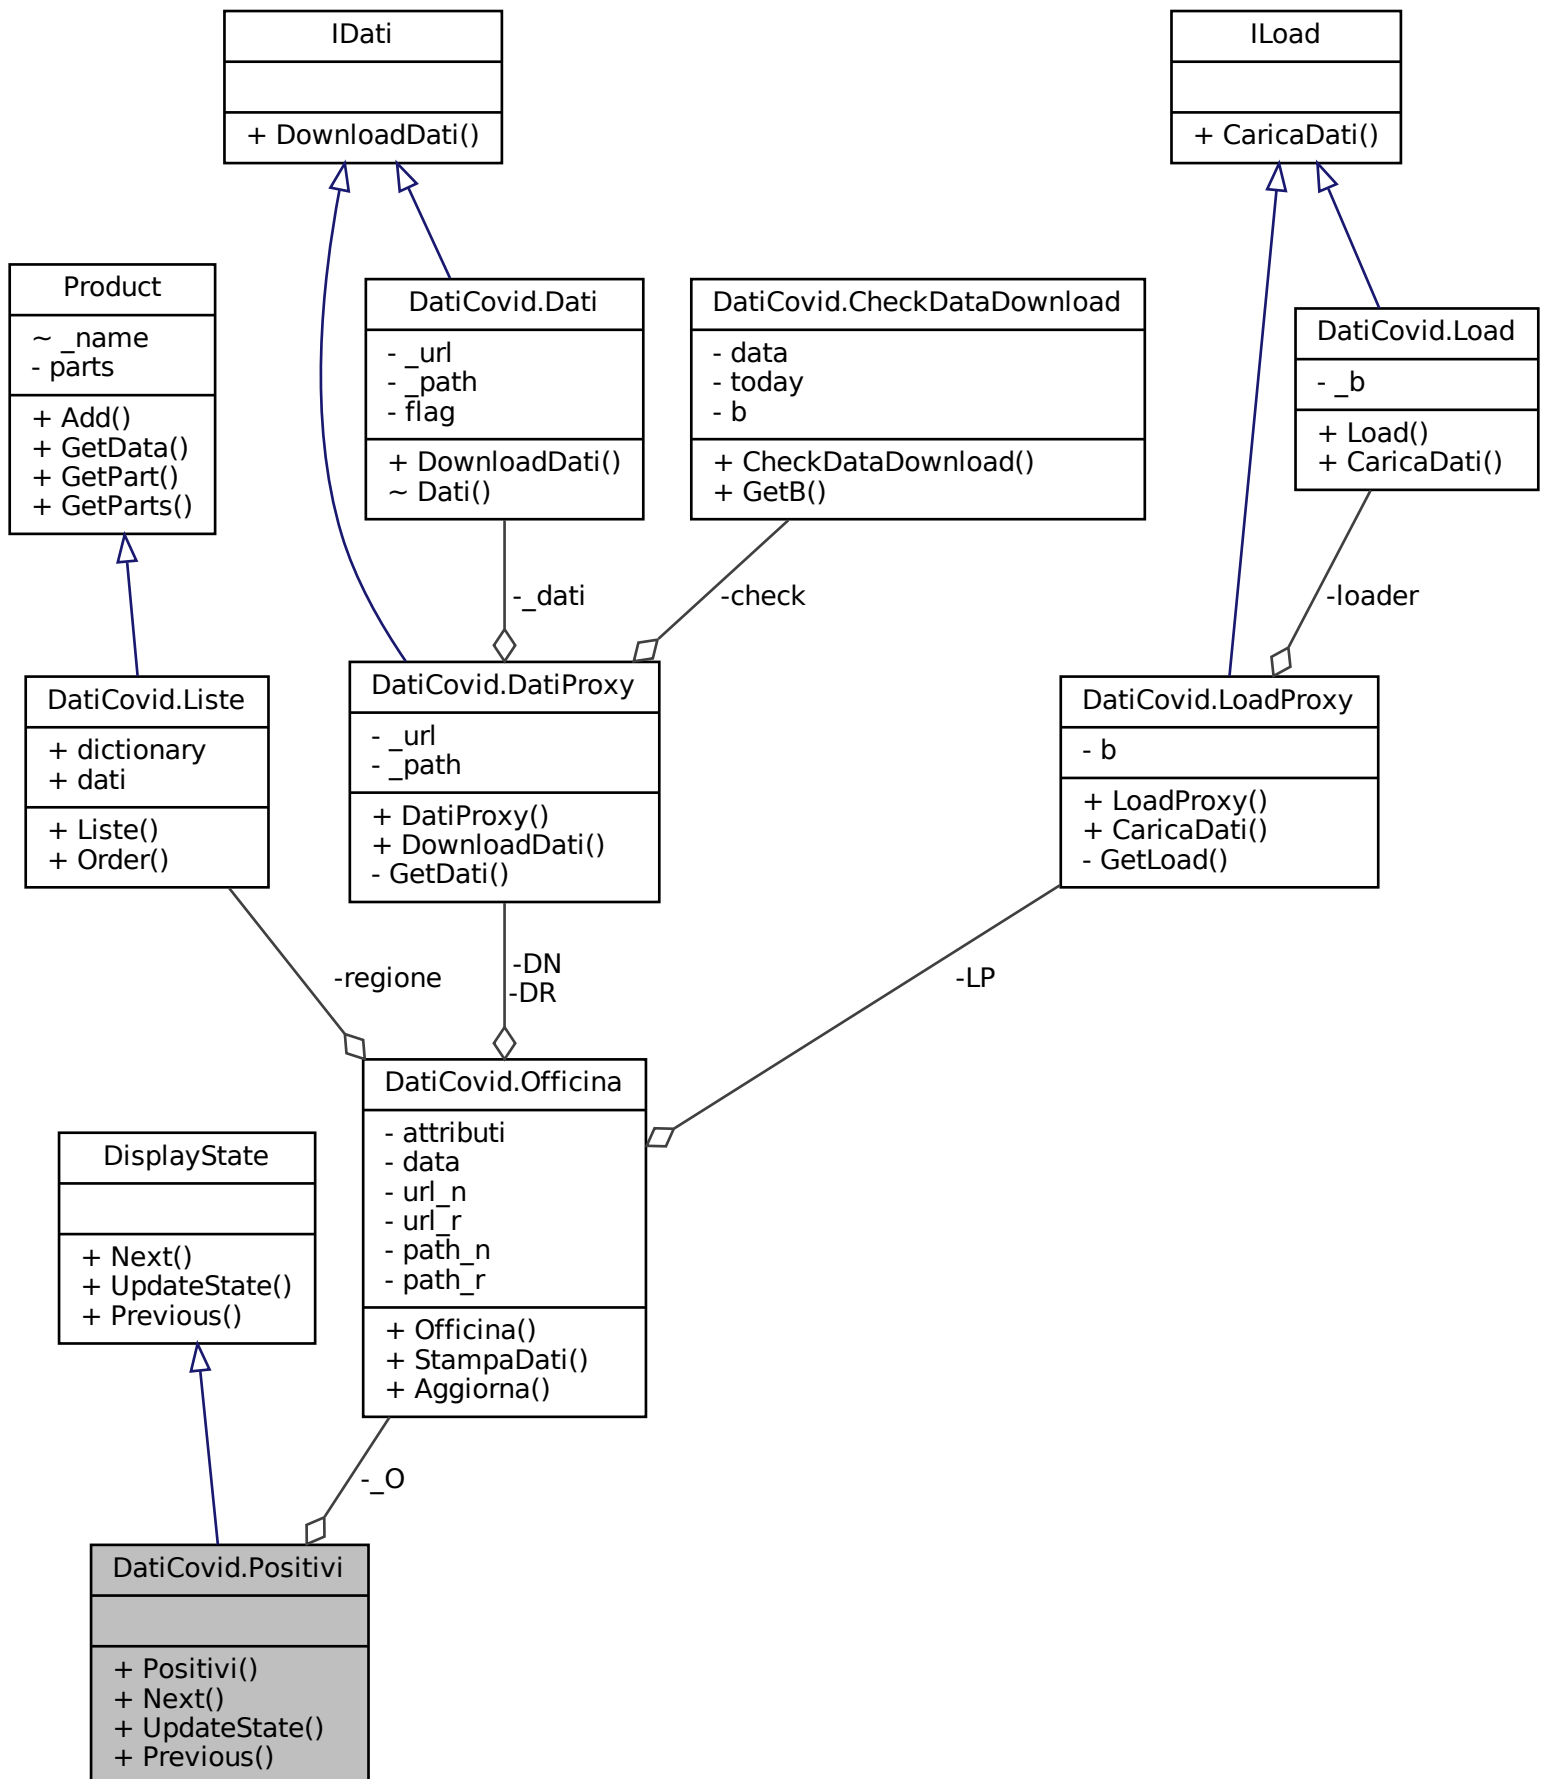 IDati
+ DownloadDati()
ILoad
+ CaricaDati()
Product
~ _name
- parts
+ Add()
+ GetData()
+ GetPart()
+ GetParts()
DatiCovid.Dati
- _url
- _path
- flag
+ DownloadDati()
~ Dati()
DatiCovid.CheckDataDownload
- data
- today
- b
+ CheckDataDownload()
+ GetB()
DatiCovid.Load
- _b
+ Load()
+ CaricaDati()
-_dati
-check
-loader
DatiCovid.Liste
+ dictionary
+ dati
+ Liste()
+ Order()
DatiCovid.DatiProxy
- _url
- _path
+ DatiProxy()
+ DownloadDati()
- GetDati()
DatiCovid.LoadProxy
- b
+ LoadProxy()
+ CaricaDati()
- GetLoad()
-regione
-DN
-DR
-LP
DatiCovid.Officina
- attributi
- data
- url_n
- url_r
- path_n
- path_r
+ Officina()
+ StampaDati()
+ Aggiorna()
DisplayState
+ Next()
+ UpdateState()
+ Previous()
-_O
DatiCovid.Positivi
+ Positivi()
+ Next()
+ UpdateState()
+ Previous()